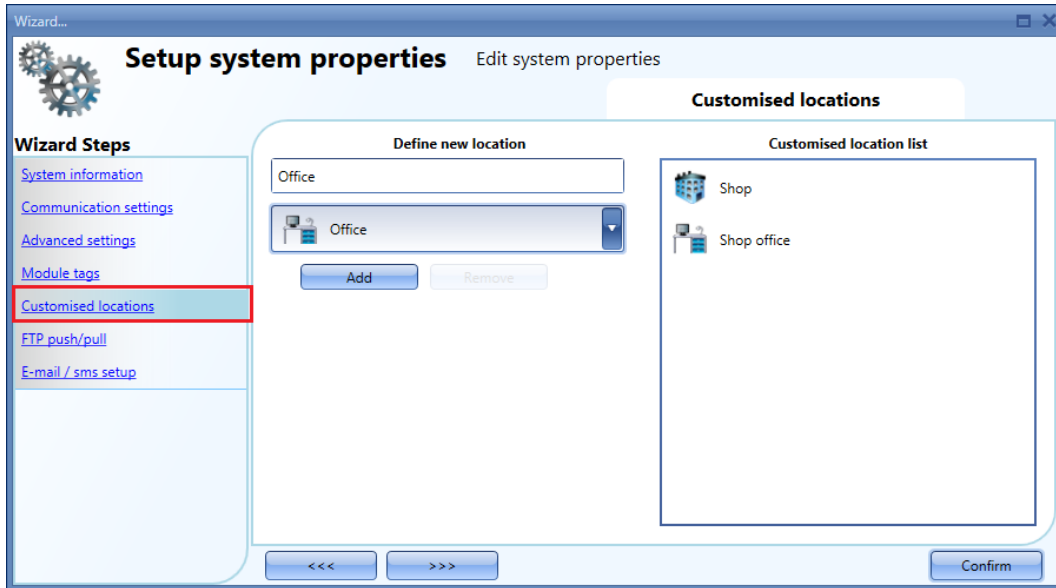 Wizard...
Setup system properties Edit system properties
Customised locations
Wizard Steps
System information
Communication settings
Advanced settings
Module tags
Customised locations
FTP push/pull
E-mail / sms setup
Define new location
Office
Office
Add Remove
Customised location list
Shop
Shop office
<<< >>> Confirm